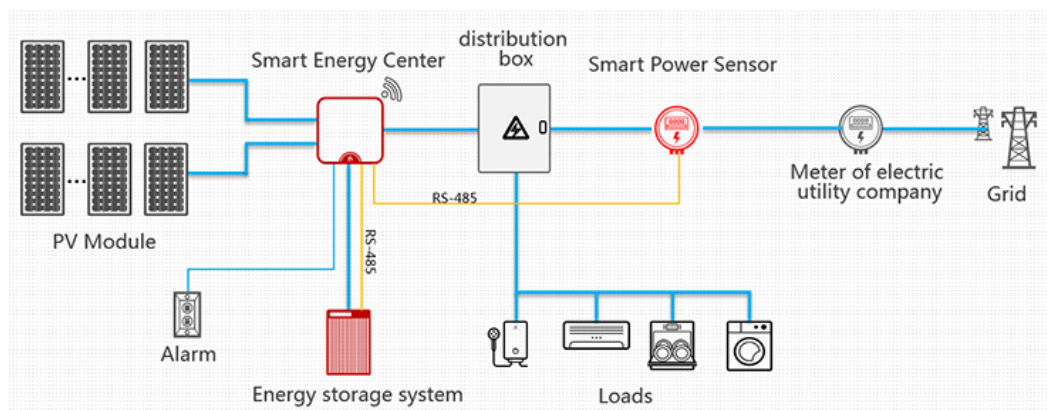 distribution
box
Smart Energy Center
Smart Power Sensor
Meter of electric
utility company
Grid
RS-485
PV Module
RS-485
Alarm
Energy storage system
Loads